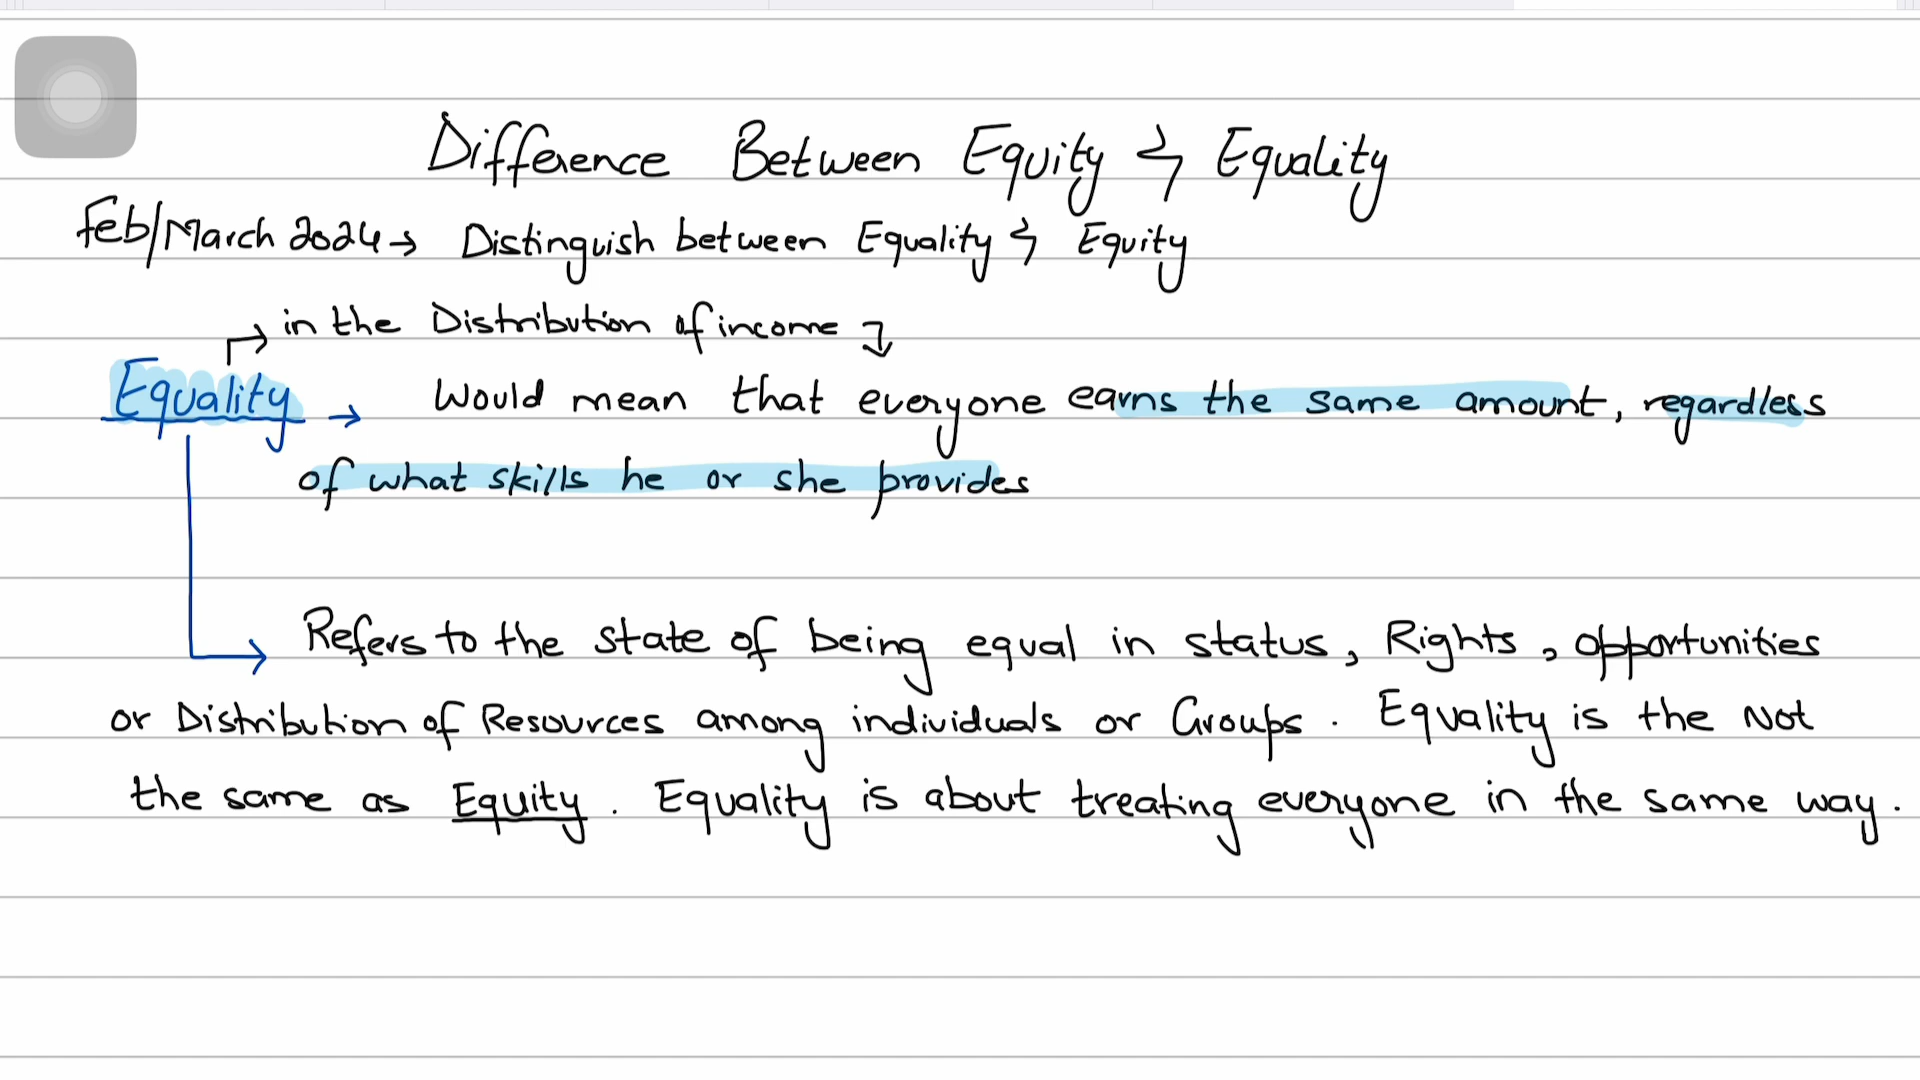 Difference Between Equity & Equality
Feb/March 2024 → Distinguish between Equality & Equity
in the Distribution of income
Equality → Would mean that everyone earns the same amount, regardless
of what skills he or she provides
Refers to the state of being equal in status, Rights, opportunities
or Distribution of Resources among individuals or Groups. Equality is the Not
the same as Equity. Equality is about treating everyone in the same way.